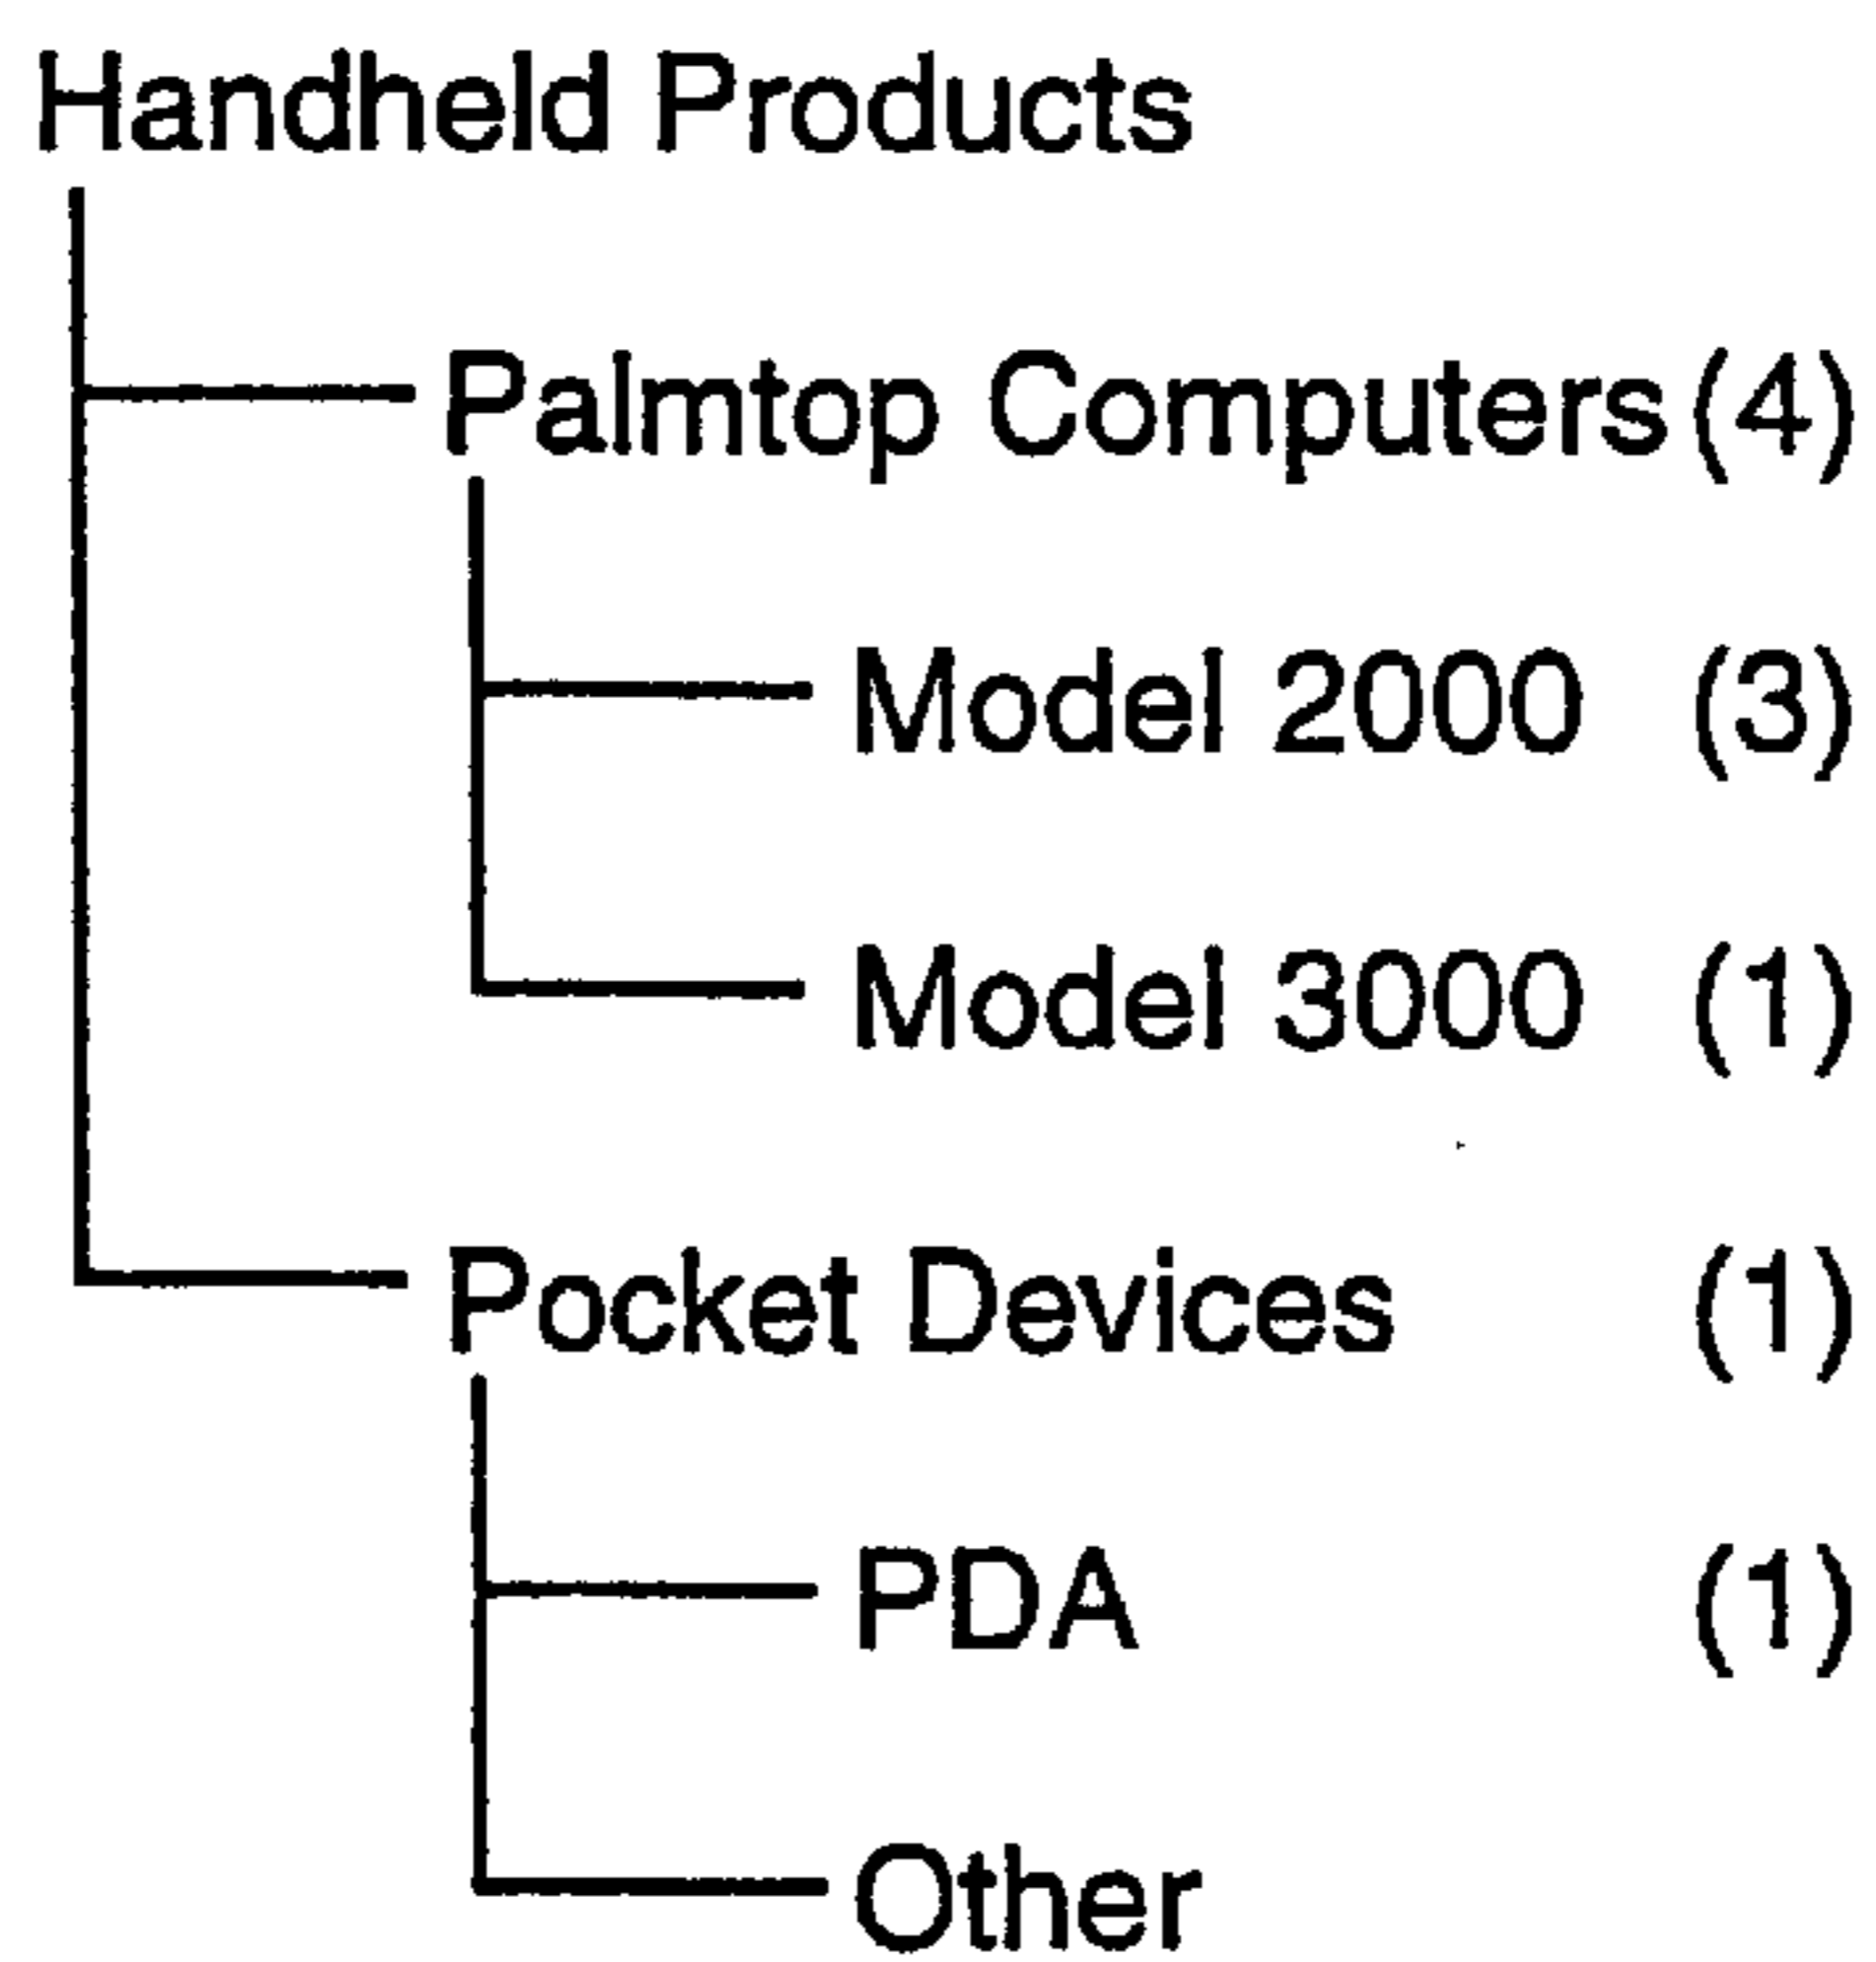 Handheld Products
Palmtop Computers (4)
Model 2000 (3)
Model 3000 (1)
Pocket Devices (1)
PDA (1)
Other